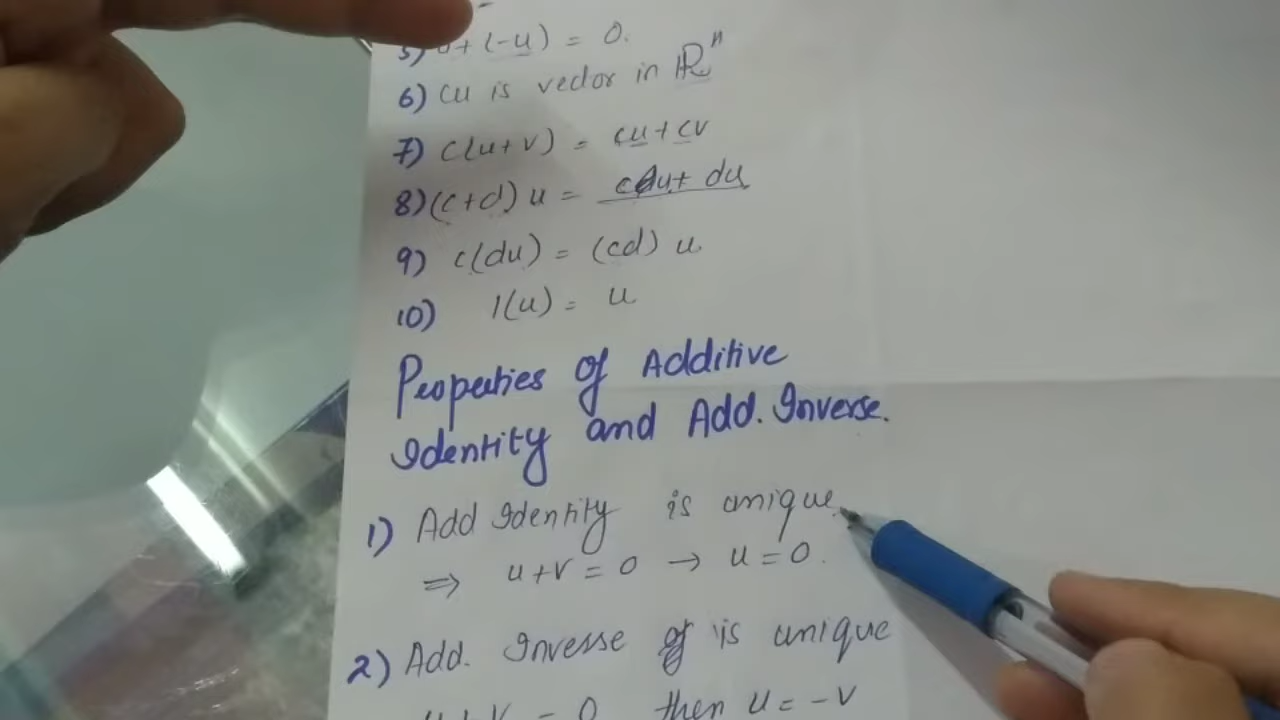 5) u + (-u) = 0.
6) cu is vector in ℝⁿ
7) c(u+v) = cu + cv
8) (c+d) u = cu + du
9) c(du) = (cd) u
10) 1(u) = u
Properties of Additive
Identity and Add. Inverse.
1) Add Identity is unique.
⇒ u+v = 0 → u = 0.
2) Add. Inverse is unique
u + v = 0 then u = -v